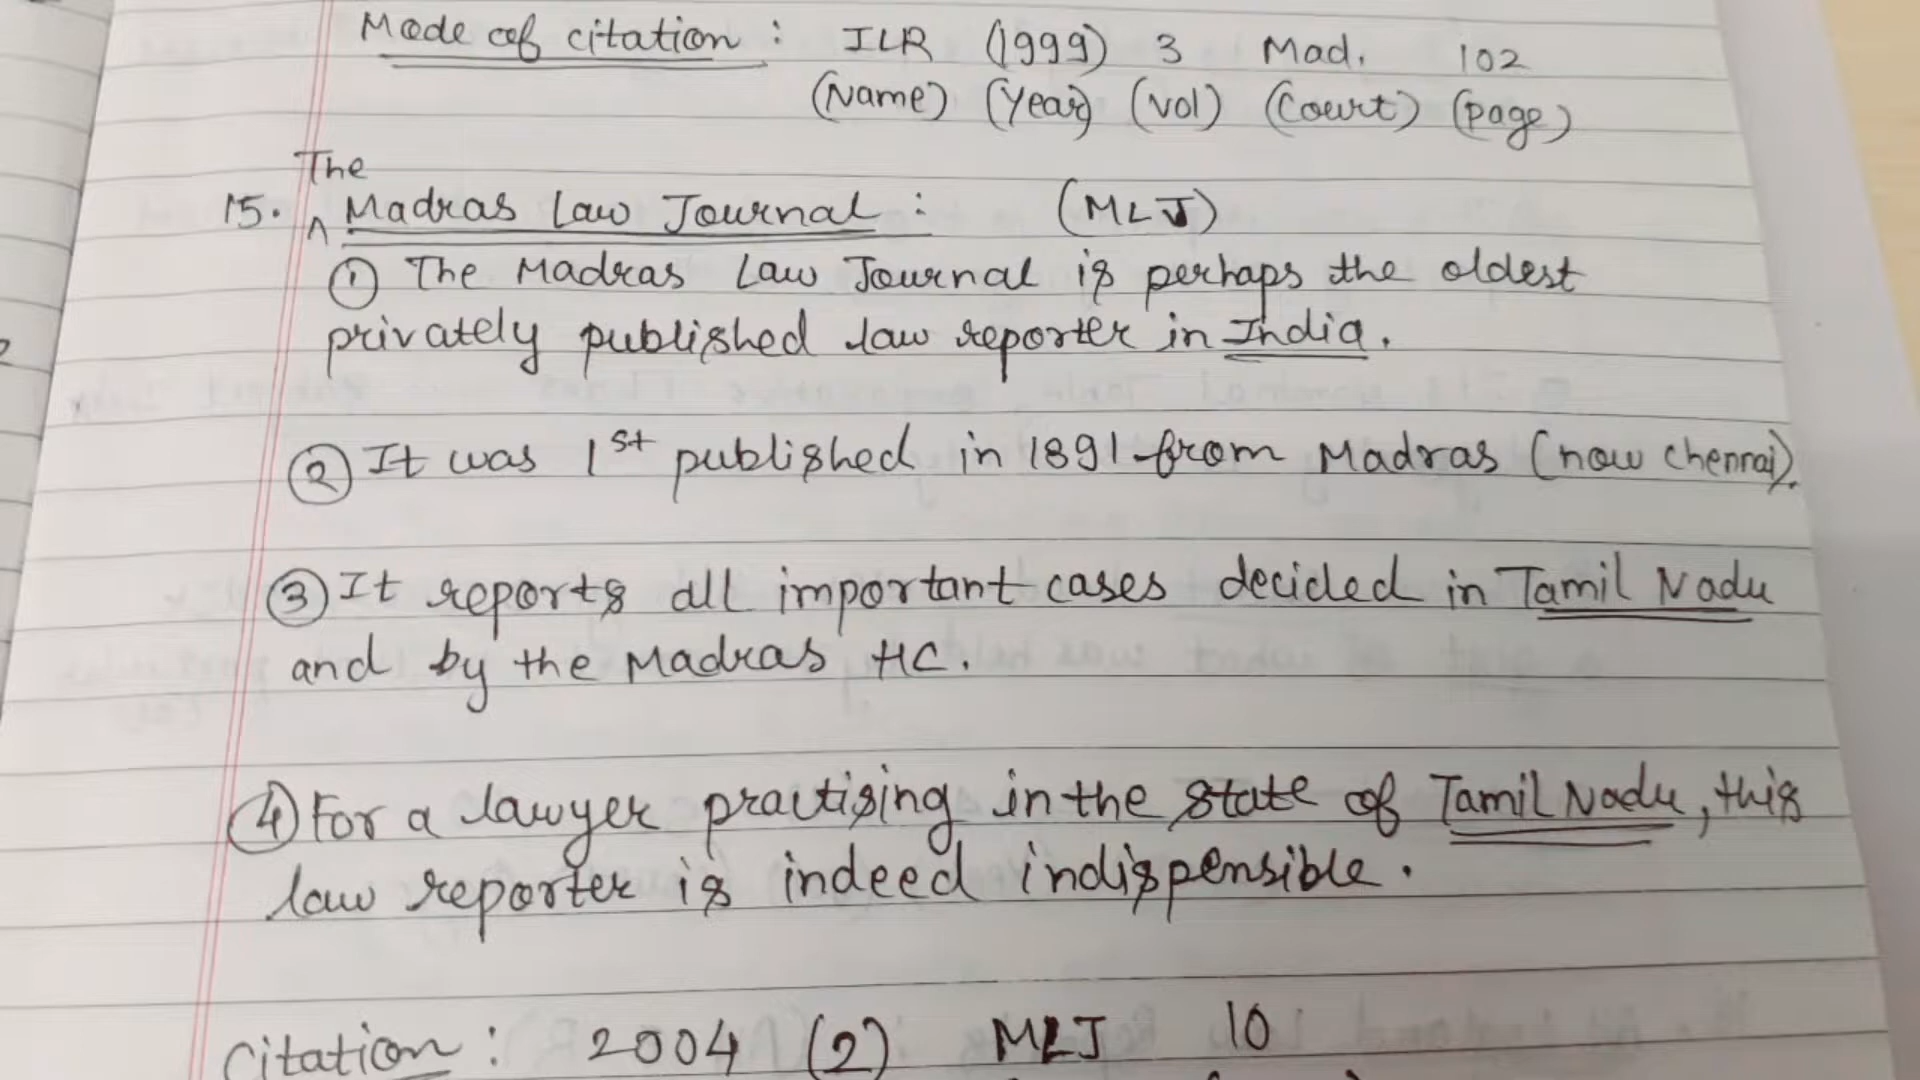 Mode of citation : ILR (1999) 3 Mad. 102
(Name) (Year) (Vol) (Court) (page)
The
15. ^ Madras Law Journal : (MLJ)
① The Madras Law Journal is perhaps the oldest
privately published law reporter in India.
② It was 1st published in 1891 from Madras (now Chennai).
③ It reports all important cases decided in Tamil Nadu
and by the Madras HC.
④ For a lawyer practising in the state of Tamil Nadu, this
law reporter is indeed indispensible.
Citation : 2004 (2) MLJ 10